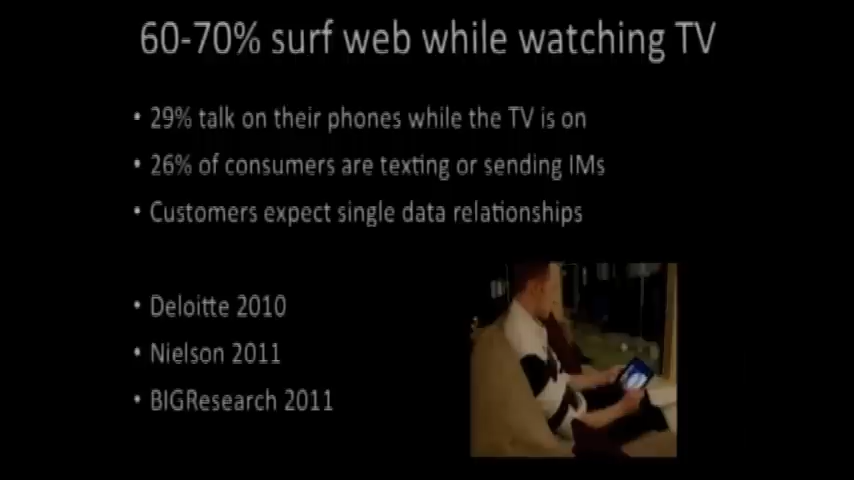 60-70% surf web while watching TV
• 29% talk on their phones while the TV is on
• 26% of consumers are texting or sending IMs
• Customers expect single data relationships
• Deloitte 2010
• Nielson 2011
• BIGResearch 2011